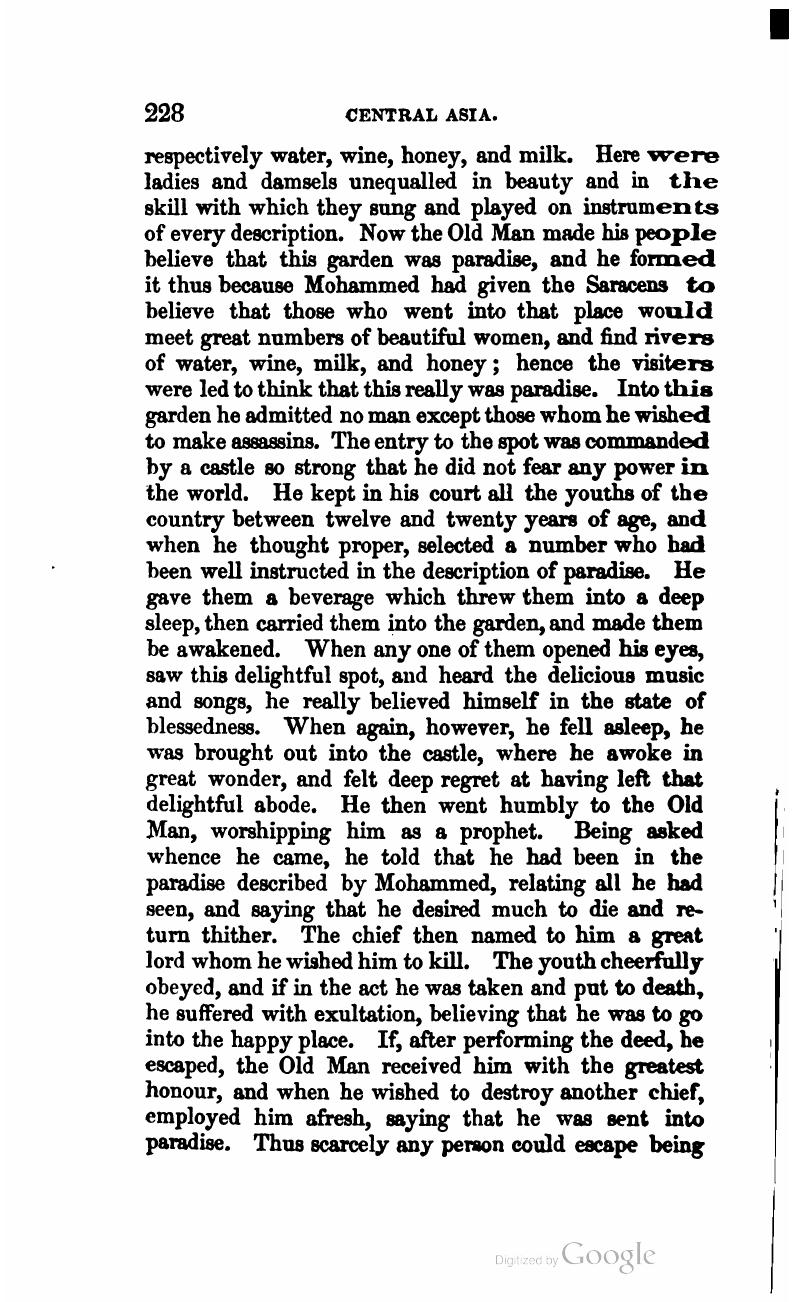 228 CENTRAL ASIA.
respectively water, wine, honey, and milk. Here were
ladies and damsels unequalled in beauty and in the
skill with which they sung and played on instruments
of every description. Now the Old Man made his people
believe that this garden was paradise, and he formed
it thus because Mohammed had given the Saracens to
believe that those who went into that place would
meet great numbers of beautiful women, and find rivers
of water, wine, milk, and honey; hence the visiters
were led to think that this really was paradise. Into this
garden he admitted no man except those whom he wished
to make assassins. The entry to the spot was commanded
by a castle so strong that he did not fear any power in
the world. He kept in his court all the youths of the
country between twelve and twenty years of age, and
when he thought proper, selected a number who had
been well instructed in the description of paradise. He
gave them a beverage which threw them into a deep
sleep, then carried them into the garden, and made them
be awakened. When any one of them opened his eyes,
saw this delightful spot, and heard the delicious music
and songs, he really believed himself in the state of
blessedness. When again, however, he fell asleep, he
was brought out into the castle, where he awoke in
great wonder, and felt deep regret at having left that
delightful abode. He then went humbly to the Old
Man, worshipping him as a prophet. Being asked
whence he came, he told that he had been in the
paradise described by Mohammed, relating all he had
seen, and saying that he desired much to die and re-
turn thither. The chief then named to him a great
lord whom he wished him to kill. The youth cheerfully
obeyed, and if in the act he was taken and put to death,
he suffered with exultation, believing that he was to go
into the happy place. If, after performing the deed, he
escaped, the Old Man received him with the greatest
honour, and when he wished to destroy another chief,
employed him afresh, saying that he was sent into
paradise. Thus scarcely any person could escape being
Digitized by Google